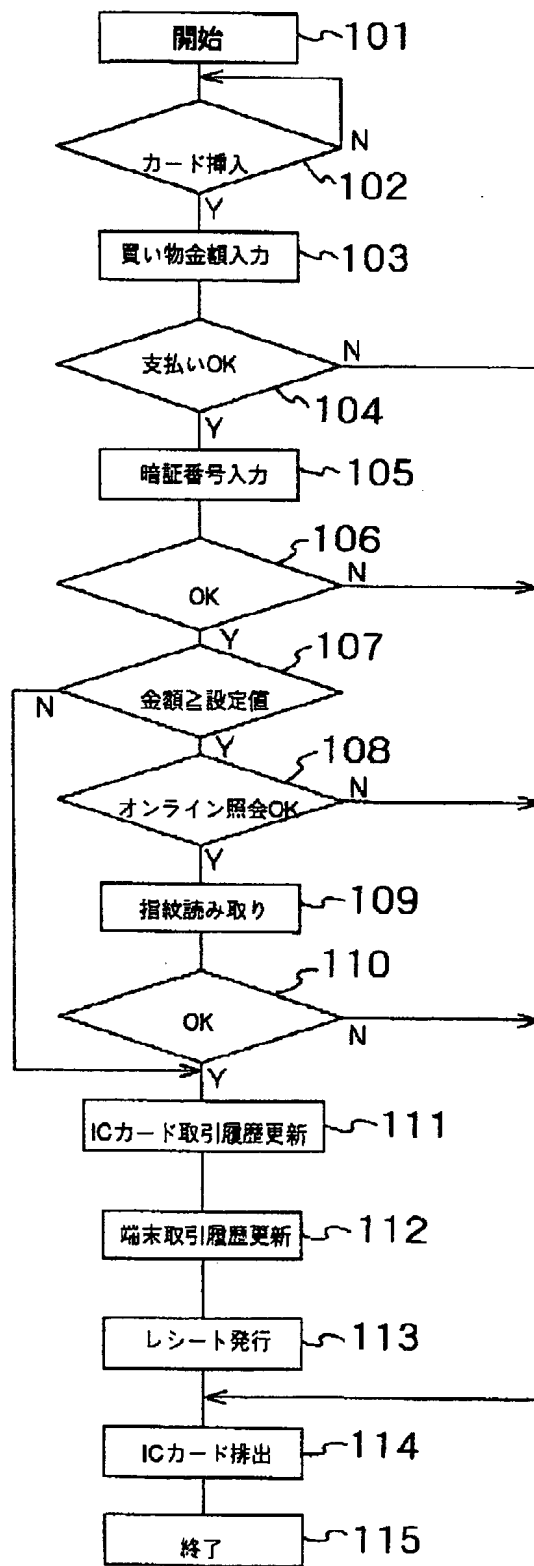 開始 101
N
カード挿入 102
Y
買い物金額入力 103
支払いOK N
104
Y
暗証番号入力 105
106
N
OK
Y
107
N 金額≧設定値
Y
108
N
オンライン照会OK
Y
指紋読み取り 109
110
OK
N
Y
ICカード取引履歴更新 111
端末取引履歴更新 112
レシート発行 113
ICカード排出 114
終了 115